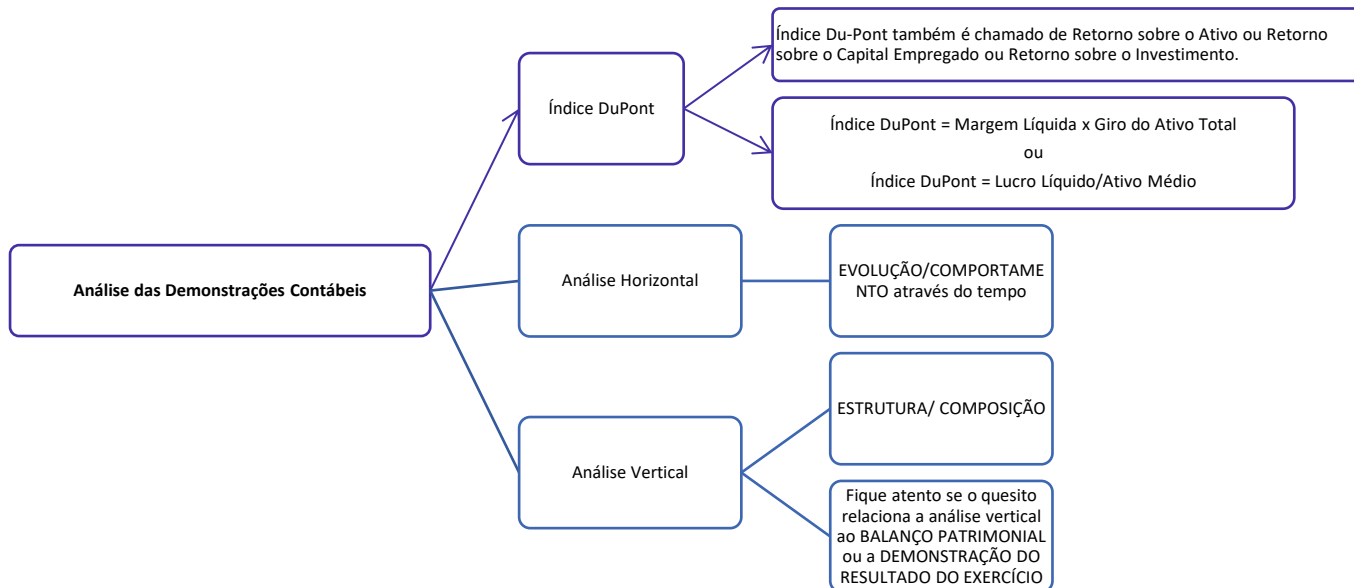 Índice Du-Pont também é chamado de Retorno sobre o Ativo ou Retorno
sobre o Capital Empregado ou Retorno sobre o Investimento.
Índice DuPont
Índice DuPont = Margem Líquida x Giro do Ativo Total
ou
Índice DuPont = Lucro Líquido/Ativo Médio
Análise das Demonstrações Contábeis
Análise Horizontal
EVOLUÇÃO/COMPORTAME
NTO através do tempo
Análise Vertical
ESTRUTURA/ COMPOSIÇÃO
Fique atento se o quesito
relaciona a análise vertical
ao BALANÇO PATRIMONIAL
ou a DEMONSTRAÇÃO DO
RESULTADO DO EXERCÍCIO